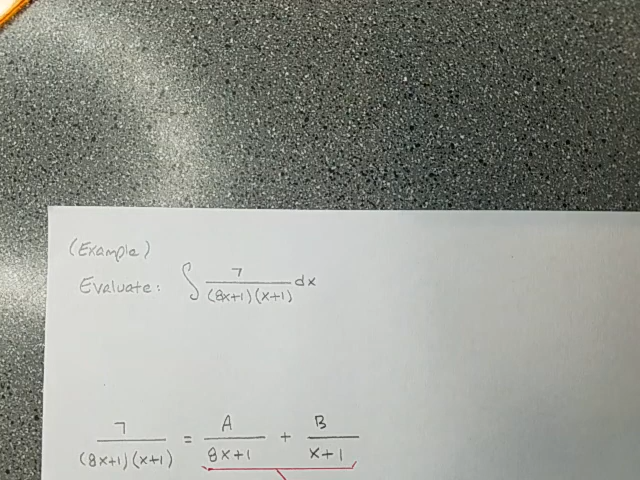 (Example)
Evaluate: ∫ 7/((8x+1)(x+1)) dx
7/((8x+1)(x+1)) = A/(8x+1) + B/(x+1)